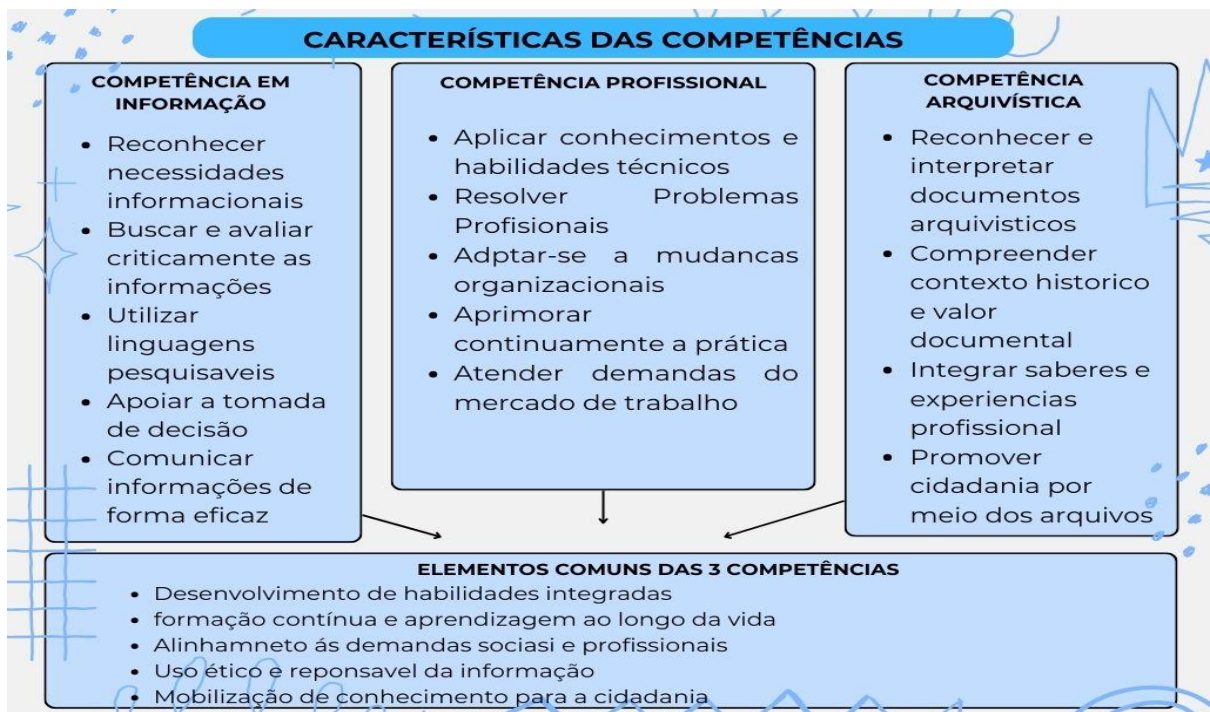 CARACTERÍSTICAS DAS COMPETÊNCIAS
COMPETÊNCIA EM
INFORMAÇÃO
• Reconhecer
necessidades
informacionais
• Buscar e avaliar
criticamente as
informações
• Utilizar
linguagens
pesquisaveis
• Apoiar a tomada
de decisão
• Comunicar
informações de
forma eficaz
COMPETÊNCIA PROFISSIONAL
• Aplicar conhecimentos e
habilidades técnicos
• Resolver Problemas
Profisionais
• Adptar-se a mudancas
organizacionais
• Aprimorar
continuamente a prática
• Atender demandas do
mercado de trabalho
COMPETÊNCIA
ARQUIVÍSTICA
• Reconhecer e
interpretar
documentos
arquivisticos
• Compreender
contexto historico
e valor
documental
• Integrar saberes e
experiencias
profissional
• Promover
cidadania por
meio dos arquivos
ELEMENTOS COMUNS DAS 3 COMPETÊNCIAS
• Desenvolvimento de habilidades integradas
• formação contínua e aprendizagem ao longo da vida
• Alinhamneto ás demandas sociasi e profissionais
• Uso ético e reponsavel da informação
• Mobilização de conhecimento para a cidadania